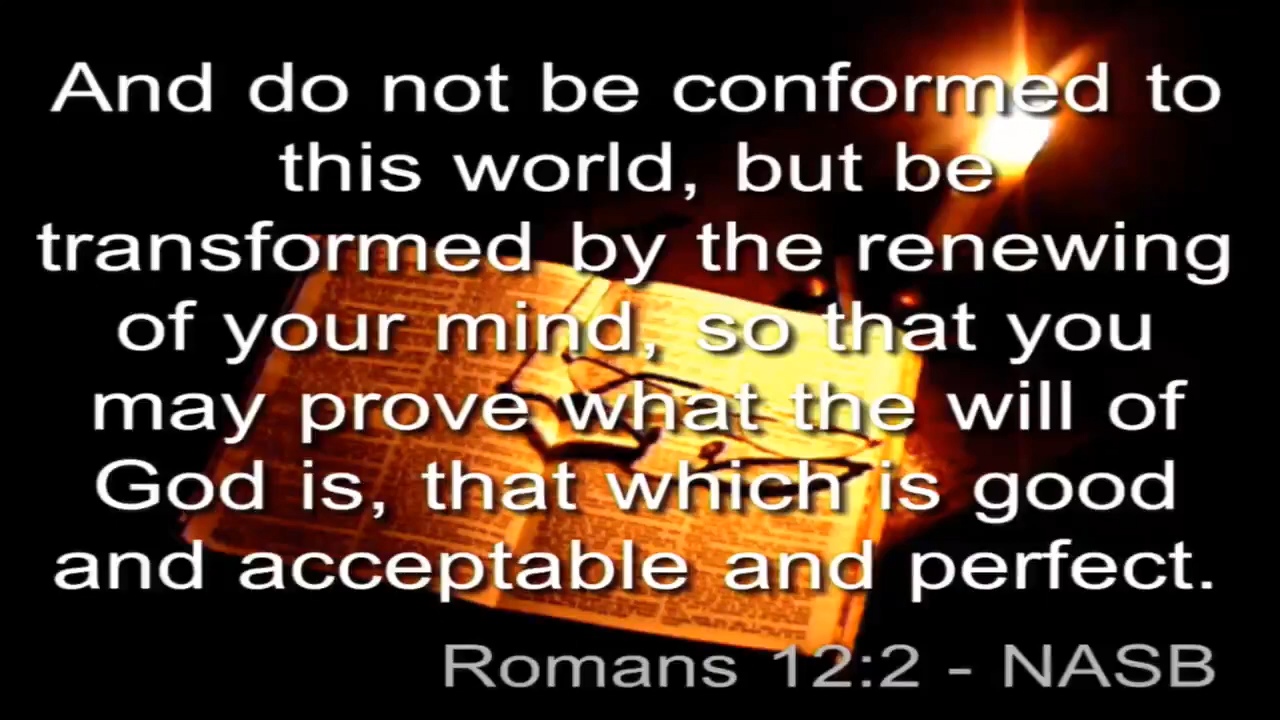 And do not be conformed to
this world, but be
transformed by the renewing
of your mind, so that you
may prove what the will of
God is, that which is good
and acceptable and perfect.
Romans 12:2 - NASB